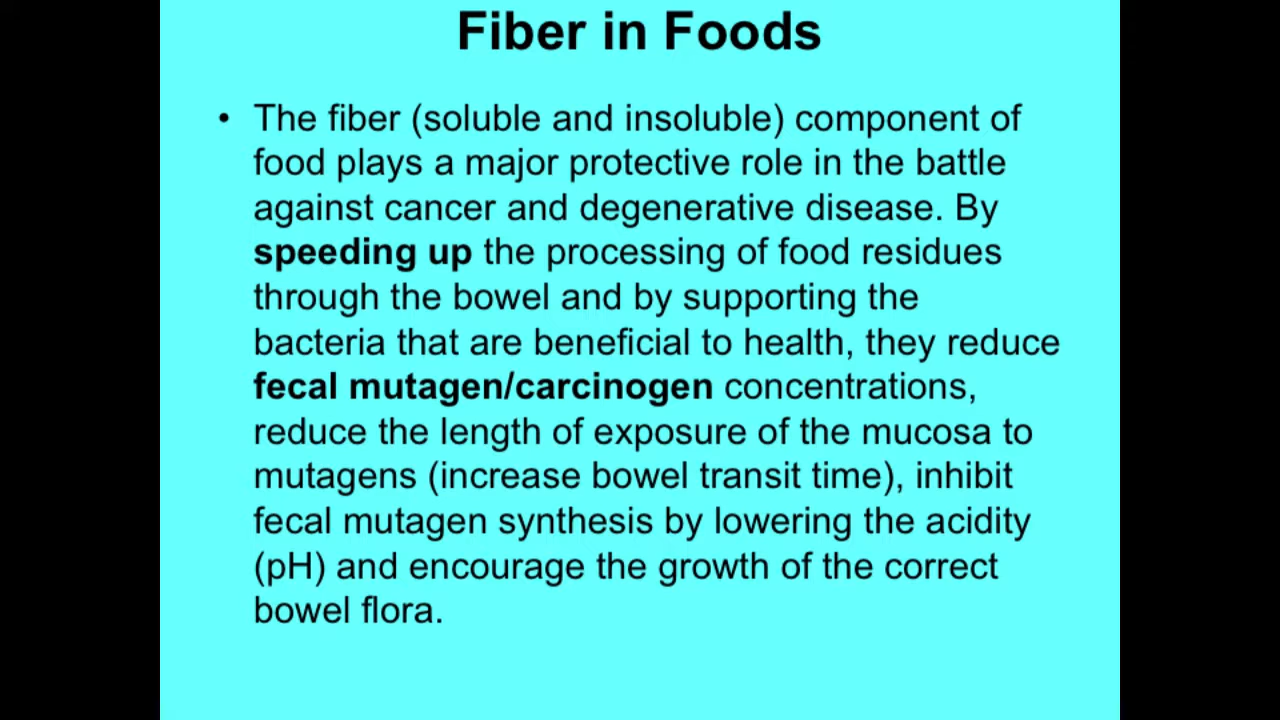 Fiber in Foods
• The fiber (soluble and insoluble) component of
food plays a major protective role in the battle
against cancer and degenerative disease. By
speeding up the processing of food residues
through the bowel and by supporting the
bacteria that are beneficial to health, they reduce
fecal mutagen/carcinogen concentrations,
reduce the length of exposure of the mucosa to
mutagens (increase bowel transit time), inhibit
fecal mutagen synthesis by lowering the acidity
(pH) and encourage the growth of the correct
bowel flora.